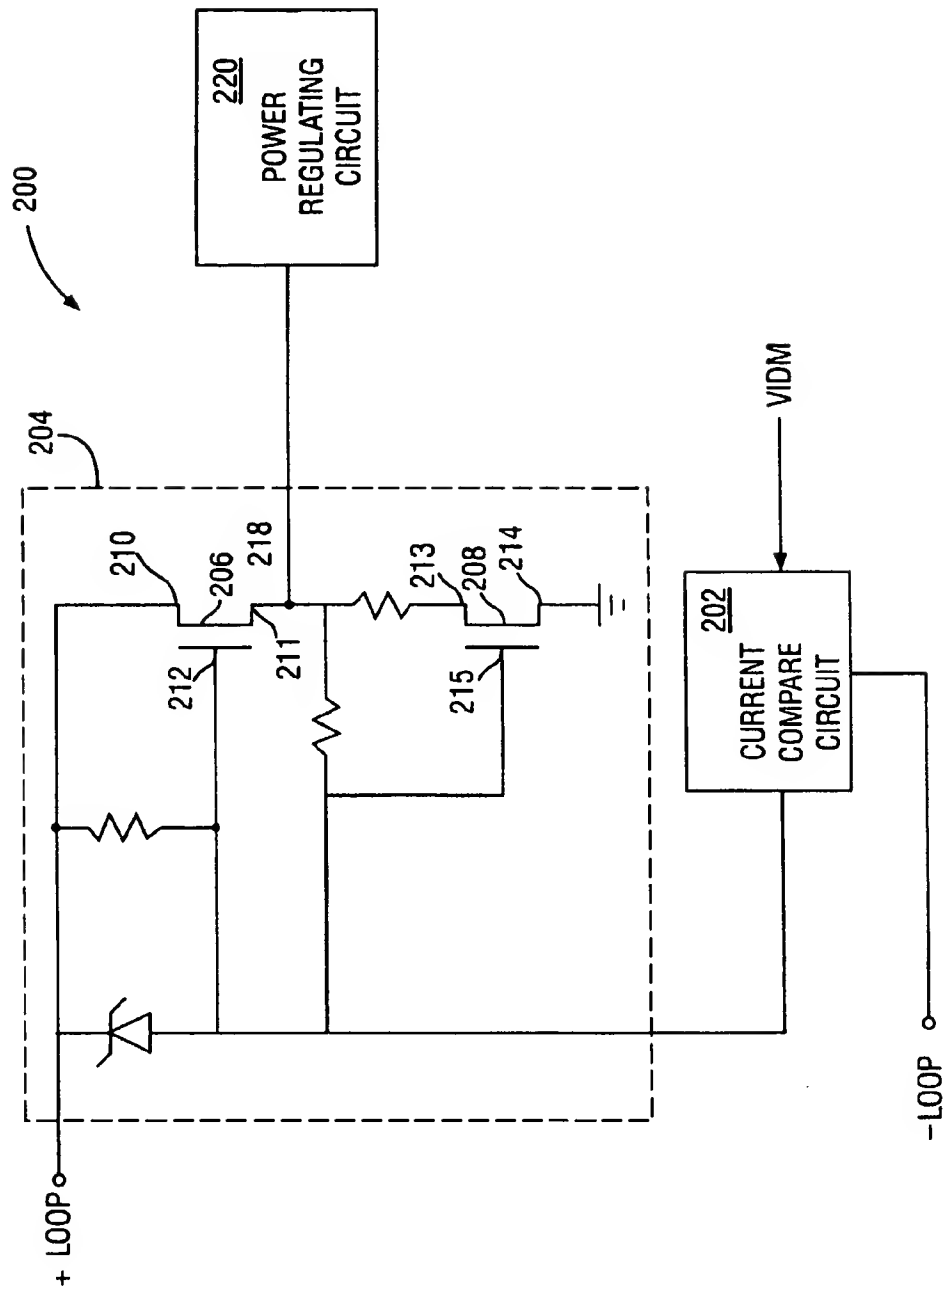 200
220
POWER
REGULATING
CIRCUIT
204
210
206
218
212
211
213
208
214
215
VIDM
202
CURRENT
COMPARE
CIRCUIT
+ LOOP
-LOOP